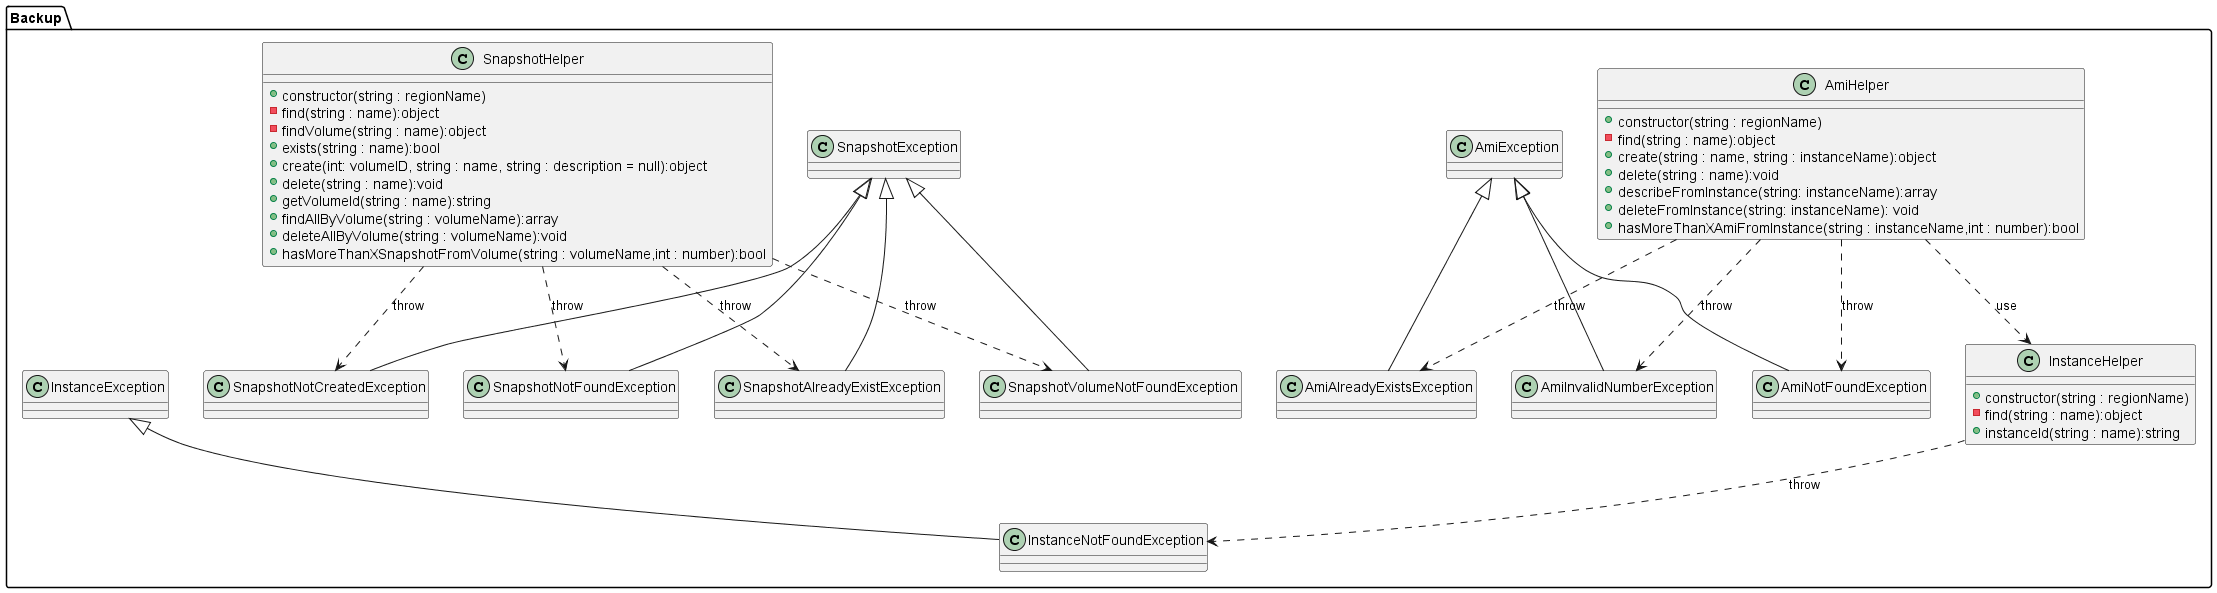 Backup
SnapshotHelper
constructor(string : regionName)
find(string : name):object
findVolume(string : name):object
exists(string : name):bool
create(int: volumeID, string : name, string : description = null):object
delete(string : name):void
getVolumeId(string : name):string
findAllByVolume(string : volumeName):array
deleteAllByVolume(string : volumeName):void
hasMoreThanXSnapshotFromVolume(string : volumeName,int : number):bool
SnapshotException
AmiException
AmiHelper
constructor(string : regionName)
find(string : name):object
create(string : name, string : instanceName):object
delete(string : name):void
describeFromInstance(string: instanceName):array
deleteFromInstance(string: instanceName): void
hasMoreThanXAmiFromInstance(string : instanceName,int : number):bool
throw
throw
throw
throw
throw
throw
throw
use
InstanceException
SnapshotNotCreatedException
SnapshotNotFoundException
SnapshotAlreadyExistException
SnapshotVolumeNotFoundException
AmiAlreadyExistsException
AmiInvalidNumberException
AmiNotFoundException
InstanceHelper
constructor(string : regionName)
find(string : name):object
instanceId(string : name):string
throw
InstanceNotFoundException